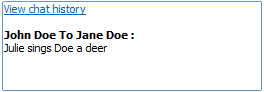 View chat history
John Doe To Jane Doe :
Julie sings Doe a deer